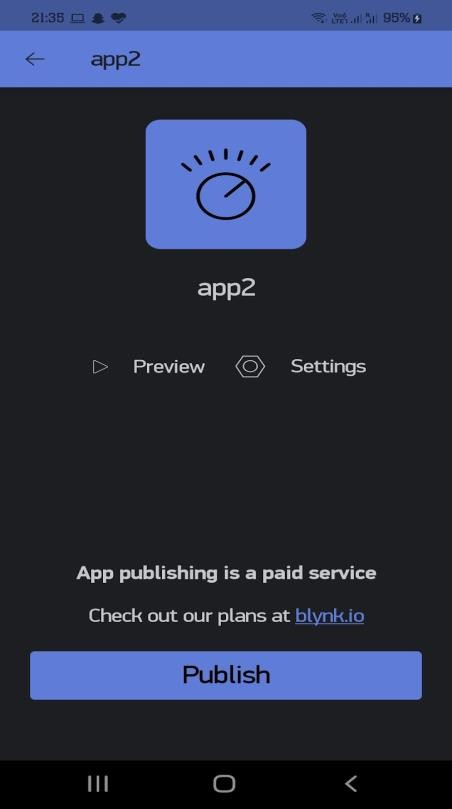 21:35 95%
app2
app2
Preview Settings
App publishing is a paid service
Check out our plans at blynk.io
Publish